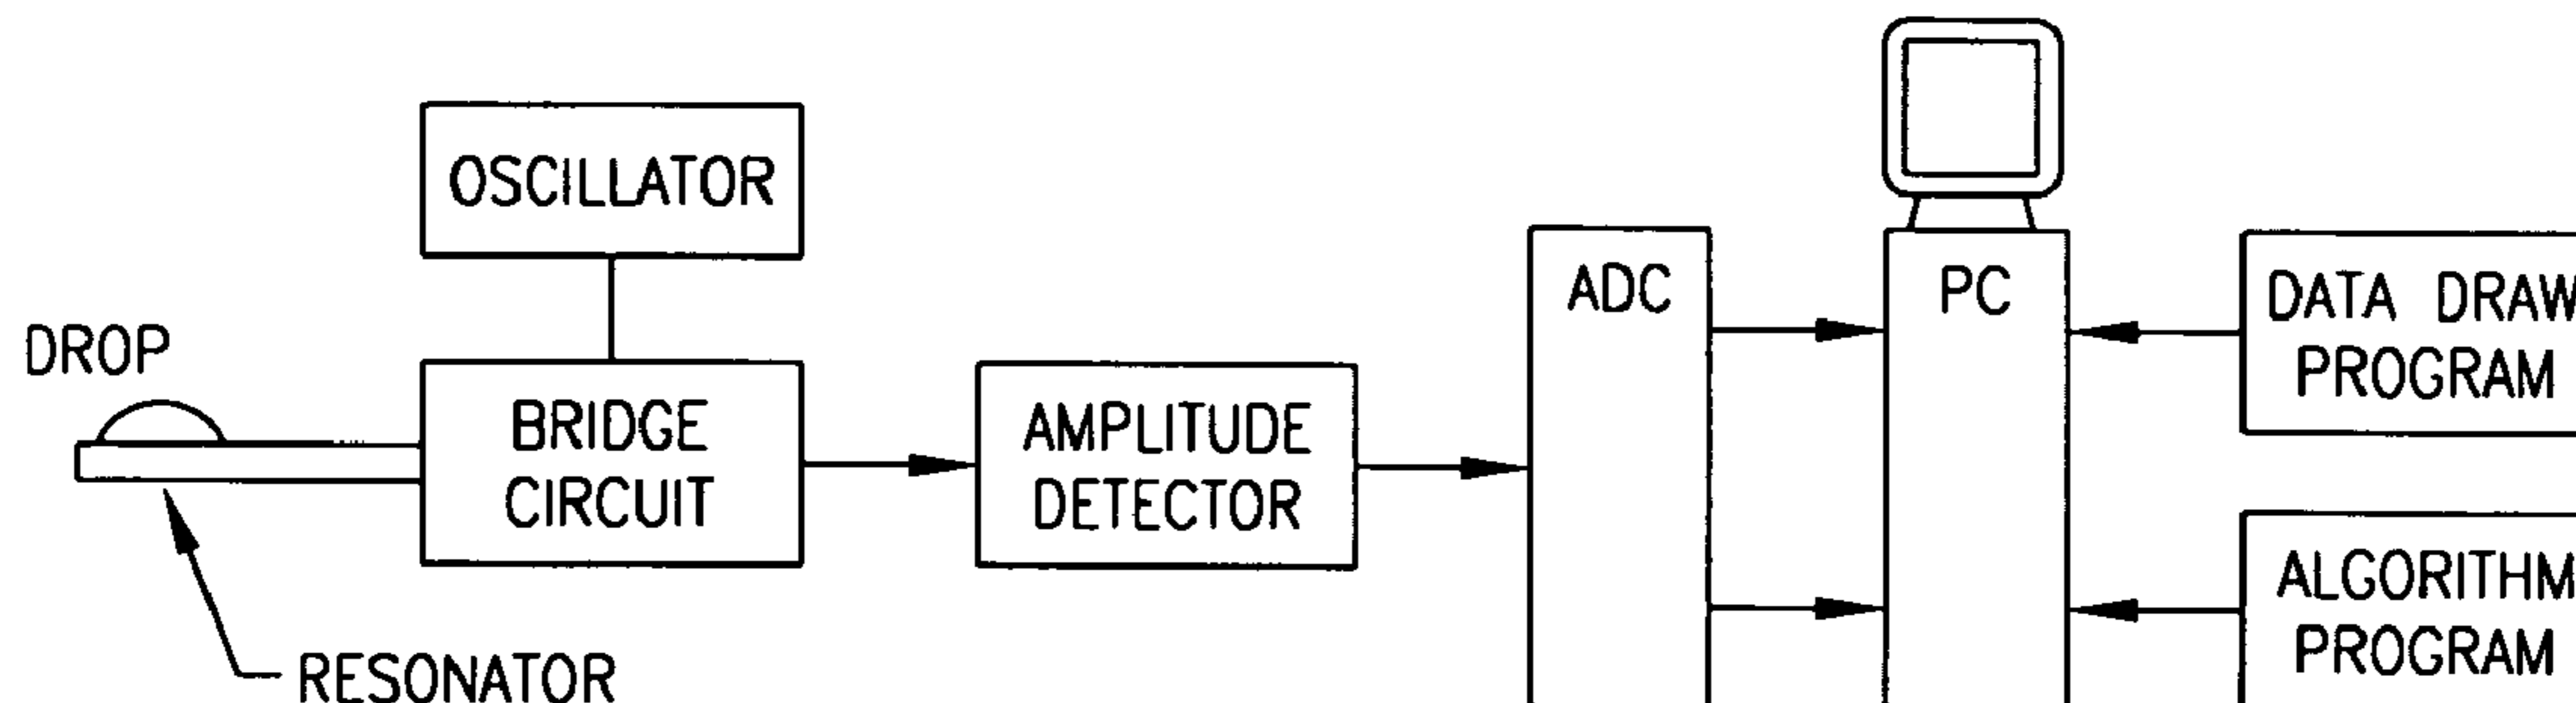 OSCILLATOR
DROP
BRIDGE
CIRCUIT
RESONATOR
AMPLITUDE
DETECTOR
ADC
PC
DATA DRAW
PROGRAM
ALGORITHM
PROGRAM